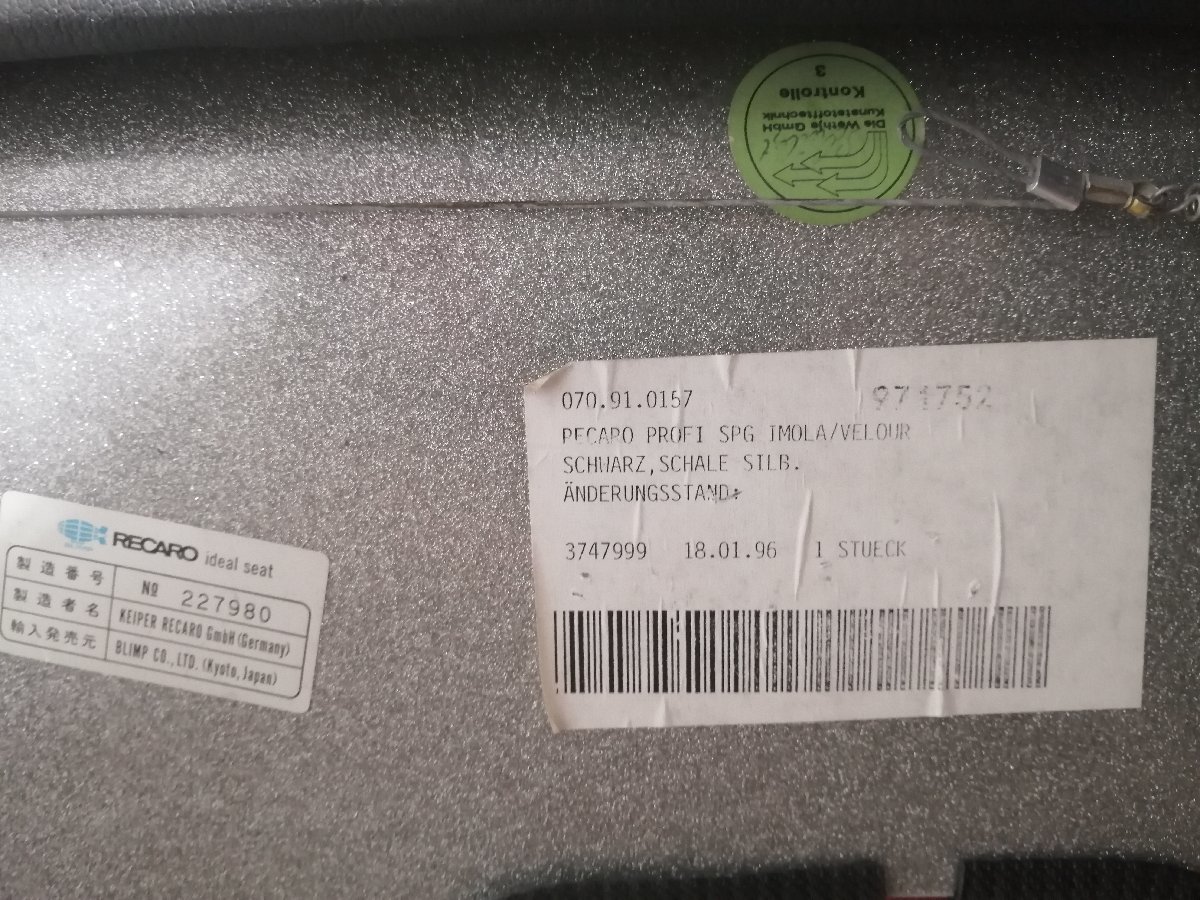 Die Wethje GmbH
Kunststofftechnik
Kontrolle
3
070.91.0157
971752
RECARO PROFI SPG IMOLA/VELOUR
SCHWARZ,SCHALE SILB.
ÄNDERUNGSSTAND:
3747999 18.01.96 1 STUECK
RECARO ideal seat
製造番号 Nº 227980
製造者名 KEIPER RECARO GmbH (Germany)
輸入発売元 BLIMP CO., LTD. (Kyoto, Japan)